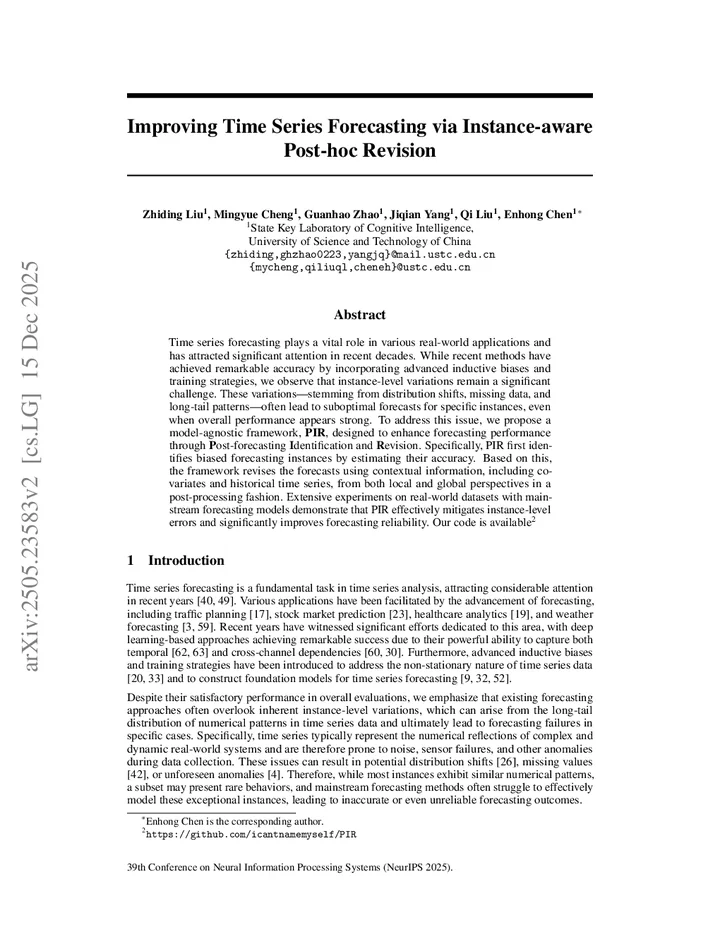 arXiv:2505.23583v2 [cs.LG] 15 Dec 2025
Improving Time Series Forecasting via Instance-aware
Post-hoc Revision
Zhiding Liu¹, Mingyue Cheng¹, Guanhao Zhao¹, Jiqian Yang¹, Qi Liu¹, Enhong Chen¹*
¹State Key Laboratory of Cognitive Intelligence,
University of Science and Technology of China
{zhiding,ghzhao0223,yangjq}@mail.ustc.edu.cn
{mycheng,qiliuql,cheneh}@ustc.edu.cn
Abstract
Time series forecasting plays a vital role in various real-world applications and
has attracted significant attention in recent decades. While recent methods have
achieved remarkable accuracy by incorporating advanced inductive biases and
training strategies, we observe that instance-level variations remain a significant
challenge. These variations—stemming from distribution shifts, missing data, and
long-tail patterns—often lead to suboptimal forecasts for specific instances, even
when overall performance appears strong. To address this issue, we propose a
model-agnostic framework, PIR, designed to enhance forecasting performance
through Post-forecasting Identification and Revision. Specifically, PIR first iden-
tifies biased forecasting instances by estimating their accuracy. Based on this,
the framework revises the forecasts using contextual information, including co-
variates and historical time series, from both local and global perspectives in a
post-processing fashion. Extensive experiments on real-world datasets with main-
stream forecasting models demonstrate that PIR effectively mitigates instance-level
errors and significantly improves forecasting reliability. Our code is available²
1 Introduction
Time series forecasting is a fundamental task in time series analysis, attracting considerable attention
in recent years [40, 49]. Various applications have been facilitated by the advancement of forecasting,
including traffic planning [17], stock market prediction [23], healthcare analytics [19], and weather
forecasting [3, 59]. Recent years have witnessed significant efforts dedicated to this area, with deep
learning-based approaches achieving remarkable success due to their powerful ability to capture both
temporal [62, 63] and cross-channel dependencies [60, 30]. Furthermore, advanced inductive biases
and training strategies have been introduced to address the non-stationary nature of time series data
[20, 33] and to construct foundation models for time series forecasting [9, 32, 52].
Despite their satisfactory performance in overall evaluations, we emphasize that existing forecasting
approaches often overlook inherent instance-level variations, which can arise from the long-tail
distribution of numerical patterns in time series data and ultimately lead to forecasting failures in
specific cases. Specifically, time series typically represent the numerical reflections of complex and
dynamic real-world systems and are therefore prone to noise, sensor failures, and other anomalies
during data collection. These issues can result in potential distribution shifts [26], missing values
[42], or unforeseen anomalies [4]. Therefore, while most instances exhibit similar numerical patterns,
a subset may present rare behaviors, and mainstream forecasting methods often struggle to effectively
model these exceptional instances, leading to inaccurate or even unreliable forecasting outcomes.
*Enhong Chen is the corresponding author.
²https://github.com/icantnamemyself/PIR
39th Conference on Neural Information Processing Systems (NeurIPS 2025).